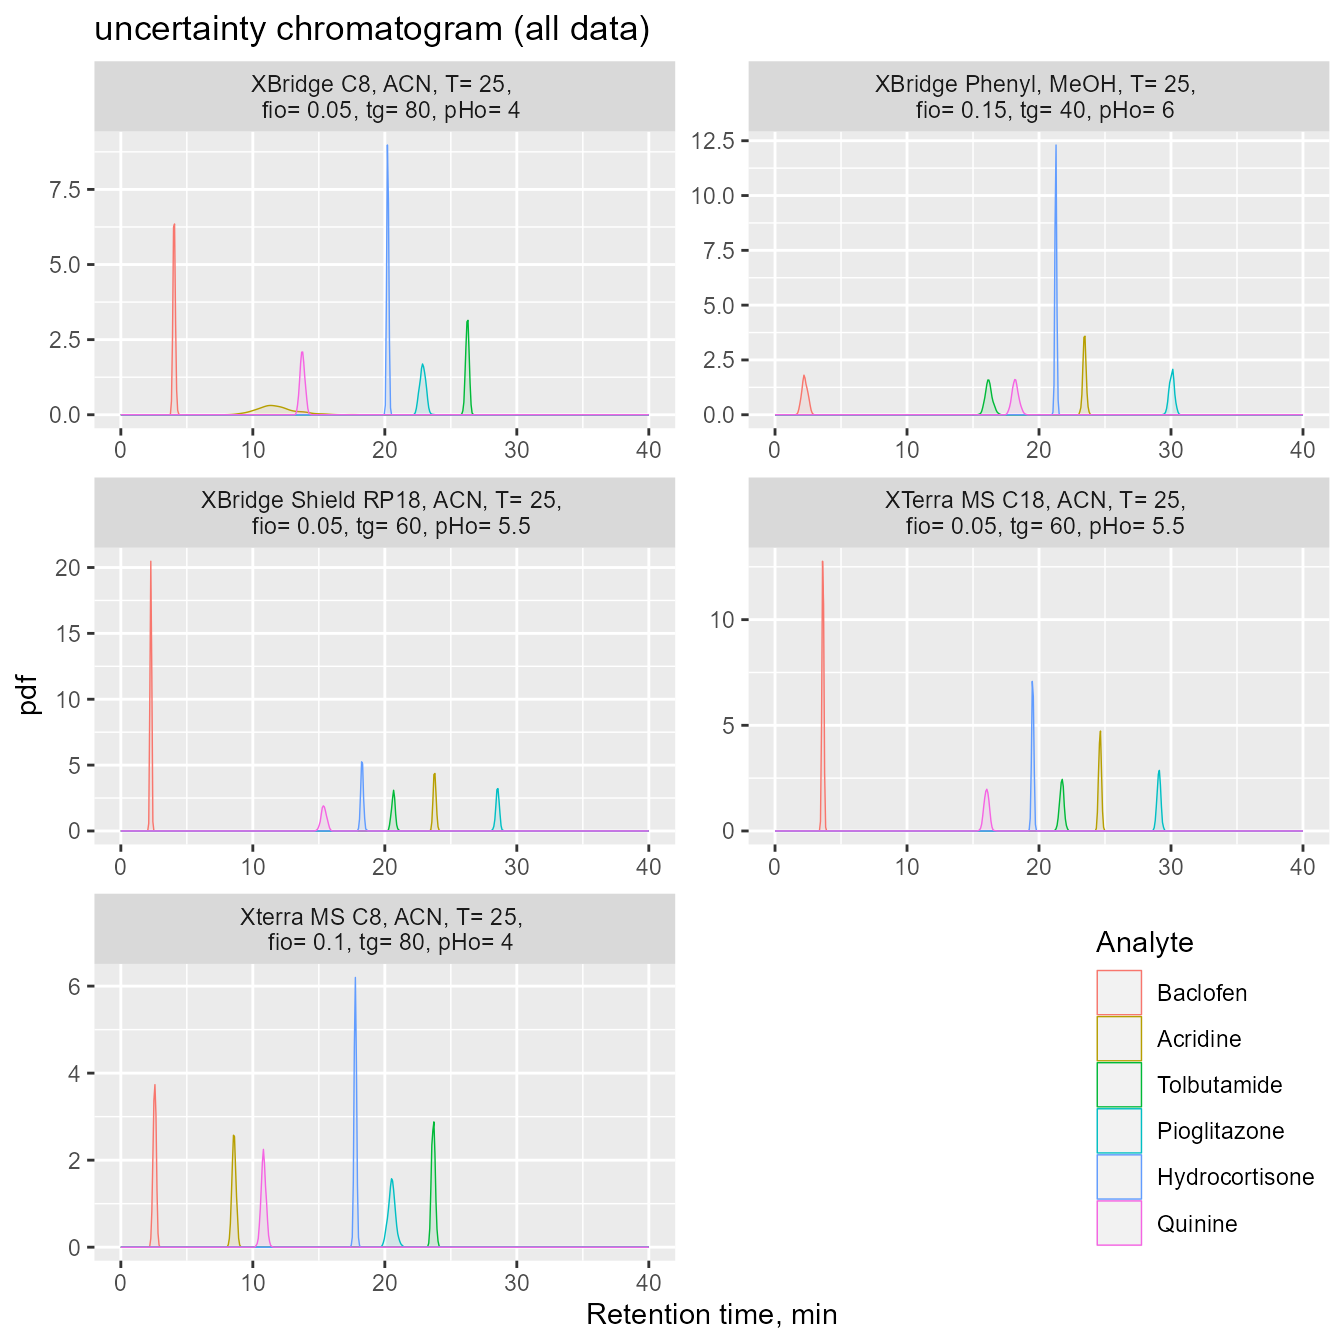 uncertainty chromatogram (all data)
XBridge C8, ACN, T= 25,
fio= 0.05, tg= 80, pHo= 4
7.5
5.0
2.5
0.0
0 10 20 30 40
XBridge Phenyl, MeOH, T= 25,
fio= 0.15, tg= 40, pHo= 6
12.5
10.0
7.5
5.0
2.5
0.0
0 10 20 30 40
XBridge Shield RP18, ACN, T= 25,
fio= 0.05, tg= 60, pHo= 5.5
20
15
10
5
0
0 10 20 30 40
XTerra MS C18, ACN, T= 25,
fio= 0.05, tg= 60, pHo= 5.5
10
5
0
0 10 20 30 40
pdf
Xterra MS C8, ACN, T= 25,
fio= 0.1, tg= 80, pHo= 4
6
4
2
0
0 10 20 30 40
Analyte
Baclofen
Acridine
Tolbutamide
Pioglitazone
Hydrocortisone
Quinine
Retention time, min